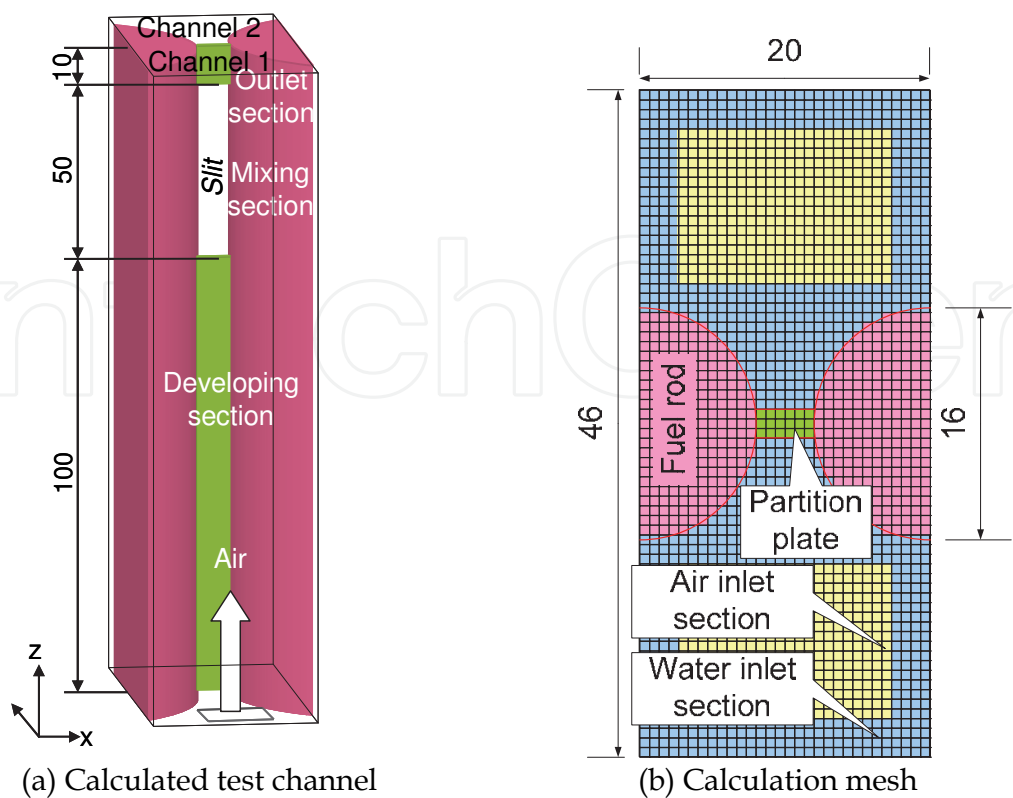 Channel 2
Channel 1
10
Outlet
section
50
Slit
Mixing
section
100
Developing
section
Air
z
x
(a) Calculated test channel
20
46
Fuel rod
16
Partition
plate
Air inlet
section
Water inlet
section
(b) Calculation mesh